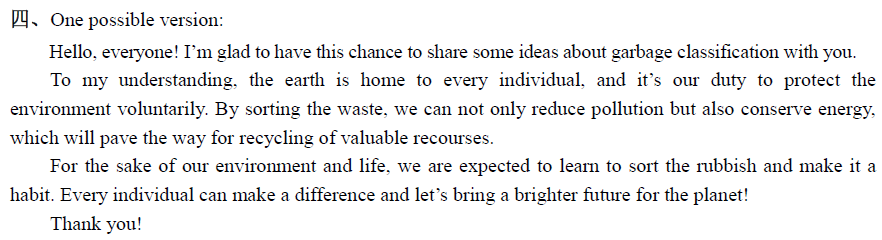 四、One possible version:
Hello, everyone! I'm glad to have this chance to share some ideas about garbage classification with you.
To my understanding, the earth is home to every individual, and it's our duty to protect the
environment voluntarily. By sorting the waste, we can not only reduce pollution but also conserve energy,
which will pave the way for recycling of valuable recourses.
For the sake of our environment and life, we are expected to learn to sort the rubbish and make it a
habit. Every individual can make a difference and let's bring a brighter future for the planet!
Thank you!